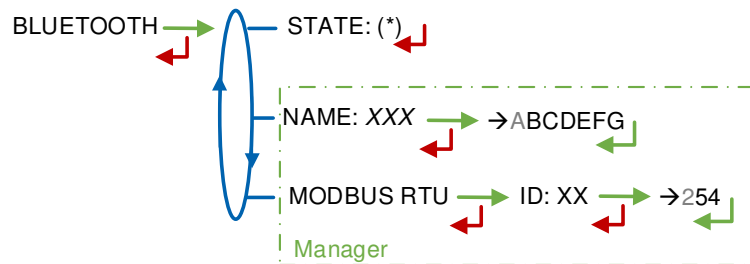 BLUETOOTH STATE: (*)
NAME: XXX →ABCDEFG
MODBUS RTU ID: XX →254
Manager